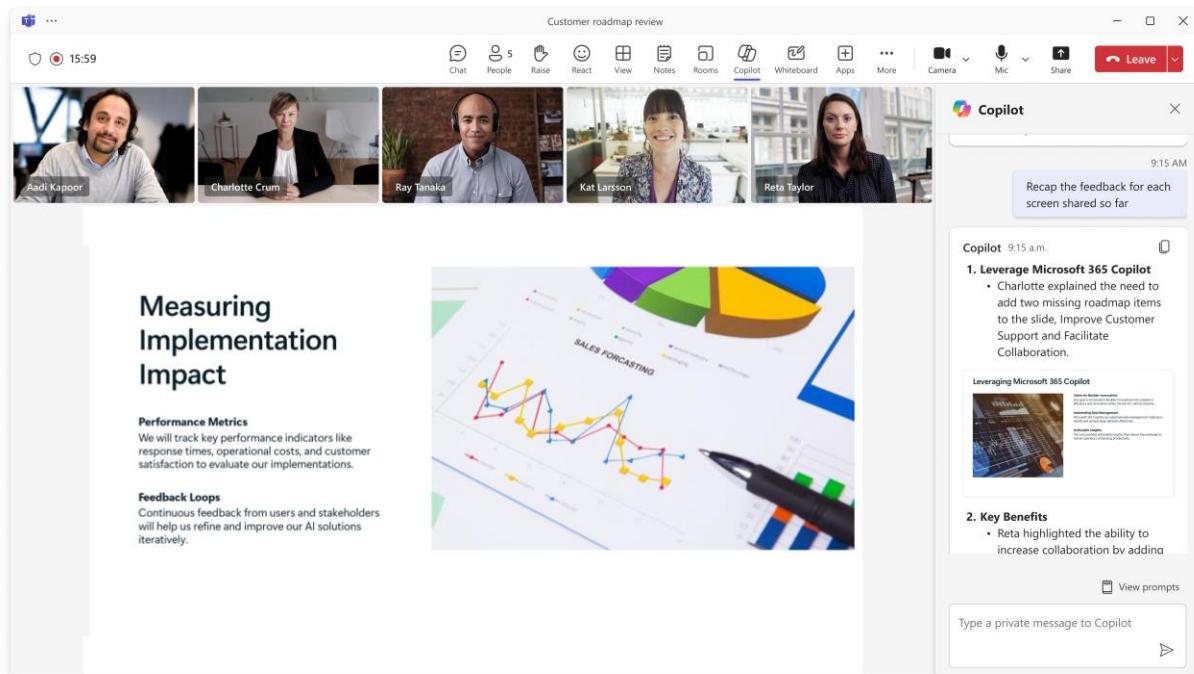 Customer roadmap review
15:59
Chat
People
5
Raise
React
View
Notes
Rooms
Copilot
Whiteboard
Apps
More
Camera
Mic
Share
Leave
Aadi Kapoor
Charlotte Crum
Ray Tanaka
Kat Larsson
Reta Taylor
Measuring
Implementation
Impact
Performance Metrics
We will track key performance indicators like
response times, operational costs, and customer
satisfaction to evaluate our implementations.
Feedback Loops
Continuous feedback from users and stakeholders
will help us refine and improve our AI solutions
iteratively.
SALES FORCASTING
Copilot
9:15 AM
Recap the feedback for each
screen shared so far
Copilot 9:15 a.m.
1. Leverage Microsoft 365 Copilot
• Charlotte explained the need to
add two missing roadmap items
to the slide, Improve Customer
Support and Facilitate
Collaboration.
Leveraging Microsoft 365 Copilot
2. Key Benefits
• Reta highlighted the ability to
increase collaboration by adding
View prompts
Type a private message to Copilot